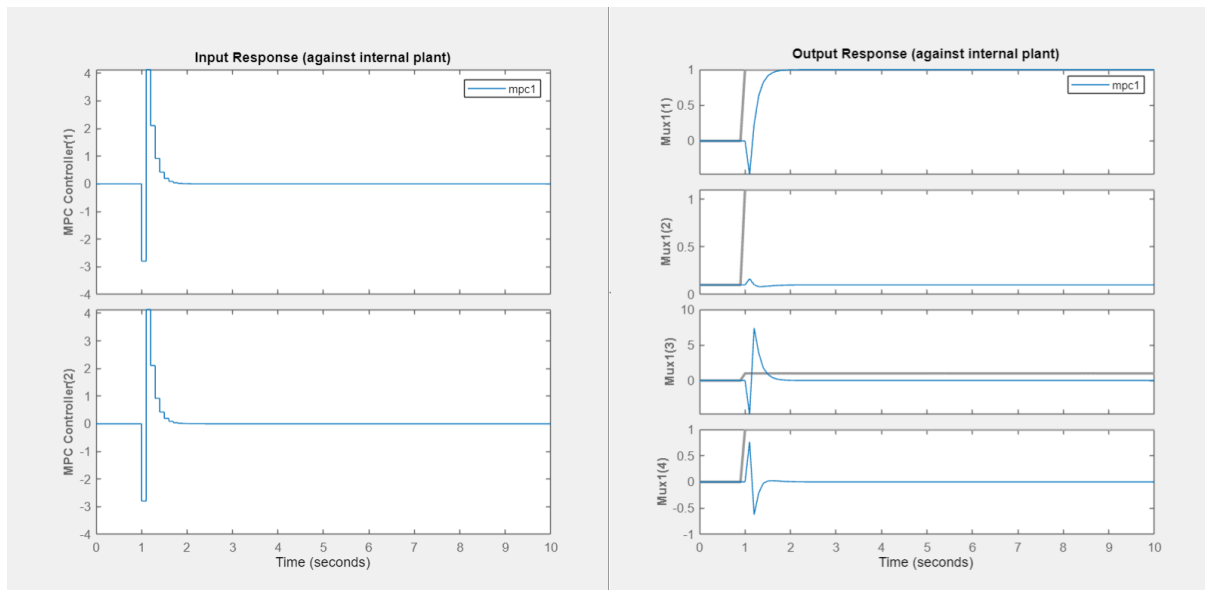 Input Response (against internal plant)
MPC Controller(1)
4
3
2
1
0
-1
-2
-3
-4
mpc1
MPC Controller(2)
4
3
2
1
0
-1
-2
-3
-4
0 1 2 3 4 5 6 7 8 9 10
Time (seconds)
Output Response (against internal plant)
Mux1(1)
1
0.5
0
mpc1
Mux1(2)
1
0.5
0
Mux1(3)
10
5
0
Mux1(4)
1
0.5
0
-0.5
-1
0 1 2 3 4 5 6 7 8 9 10
Time (seconds)